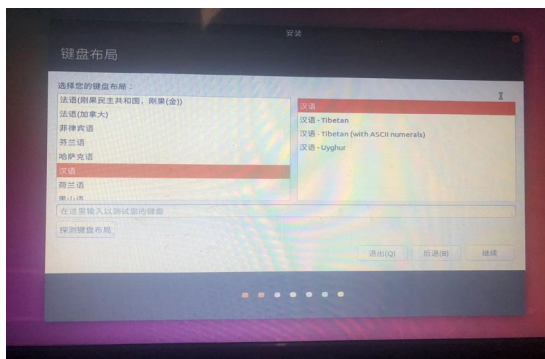 安装
键盘布局
选择您的键盘布局：
法语(刚果民主共和国，刚果(金))
法语(加拿大)
菲律宾语
芬兰语
哈萨克语
汉语
荷兰语
黑山语
汉语
汉语 - Tibetan
汉语 - Tibetan (with ASCII numerals)
汉语 - Uyghur
在这里输入以测试您的键盘
探测键盘布局
退出(Q)
后退(B)
继续